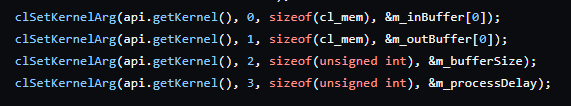 clSetKernelArg(api.getKernel(), 0, sizeof(cl_mem), &m_inBuffer[0]);
clSetKernelArg(api.getKernel(), 1, sizeof(cl_mem), &m_outBuffer[0]);
clSetKernelArg(api.getKernel(), 2, sizeof(unsigned int), &m_bufferSize);
clSetKernelArg(api.getKernel(), 3, sizeof(unsigned int), &m_processDelay);